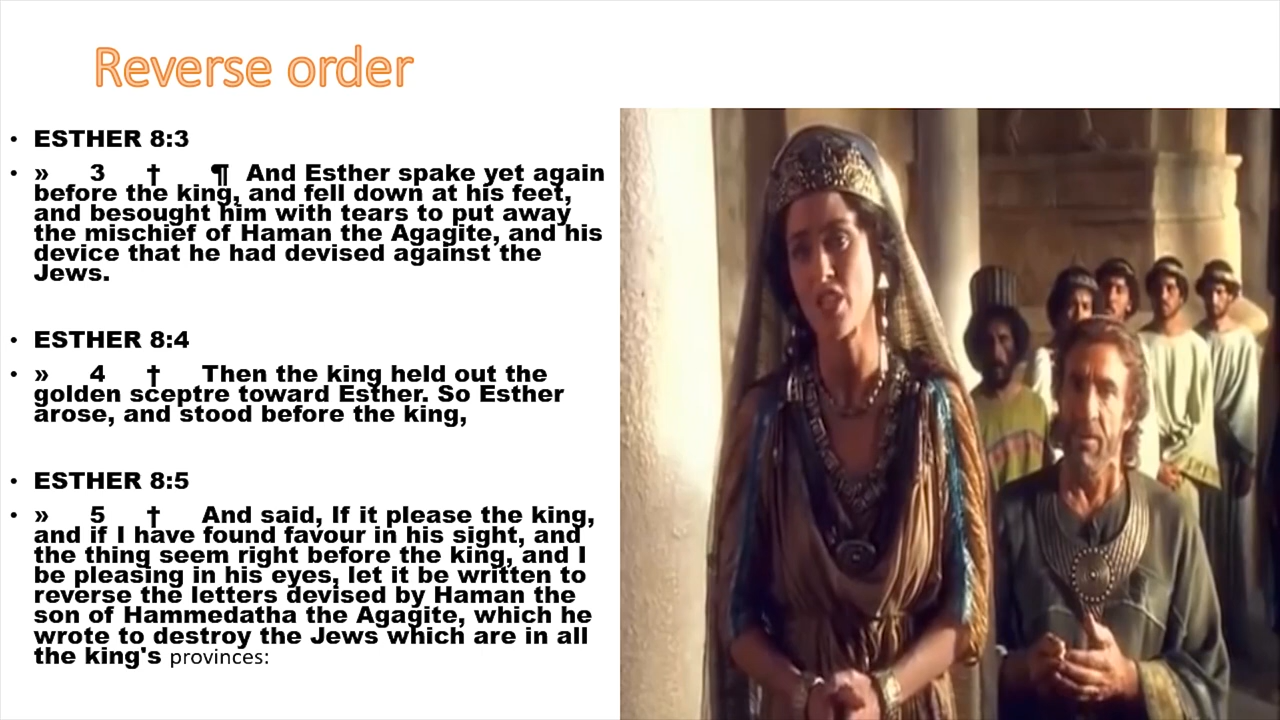 Reverse order
• ESTHER 8:3
• » 3 † ¶ And Esther spake yet again
before the king, and fell down at his feet,
and besought him with tears to put away
the mischief of Haman the Agagite, and his
device that he had devised against the
Jews.
• ESTHER 8:4
• » 4 † Then the king held out the
golden sceptre toward Esther. So Esther
arose, and stood before the king,
• ESTHER 8:5
• » 5 † And said, If it please the king,
and if I have found favour in his sight, and
the thing seem right before the king, and I
be pleasing in his eyes, let it be written to
reverse the letters devised by Haman the
son of Hammedatha the Agagite, which he
wrote to destroy the Jews which are in all
the king's provinces: